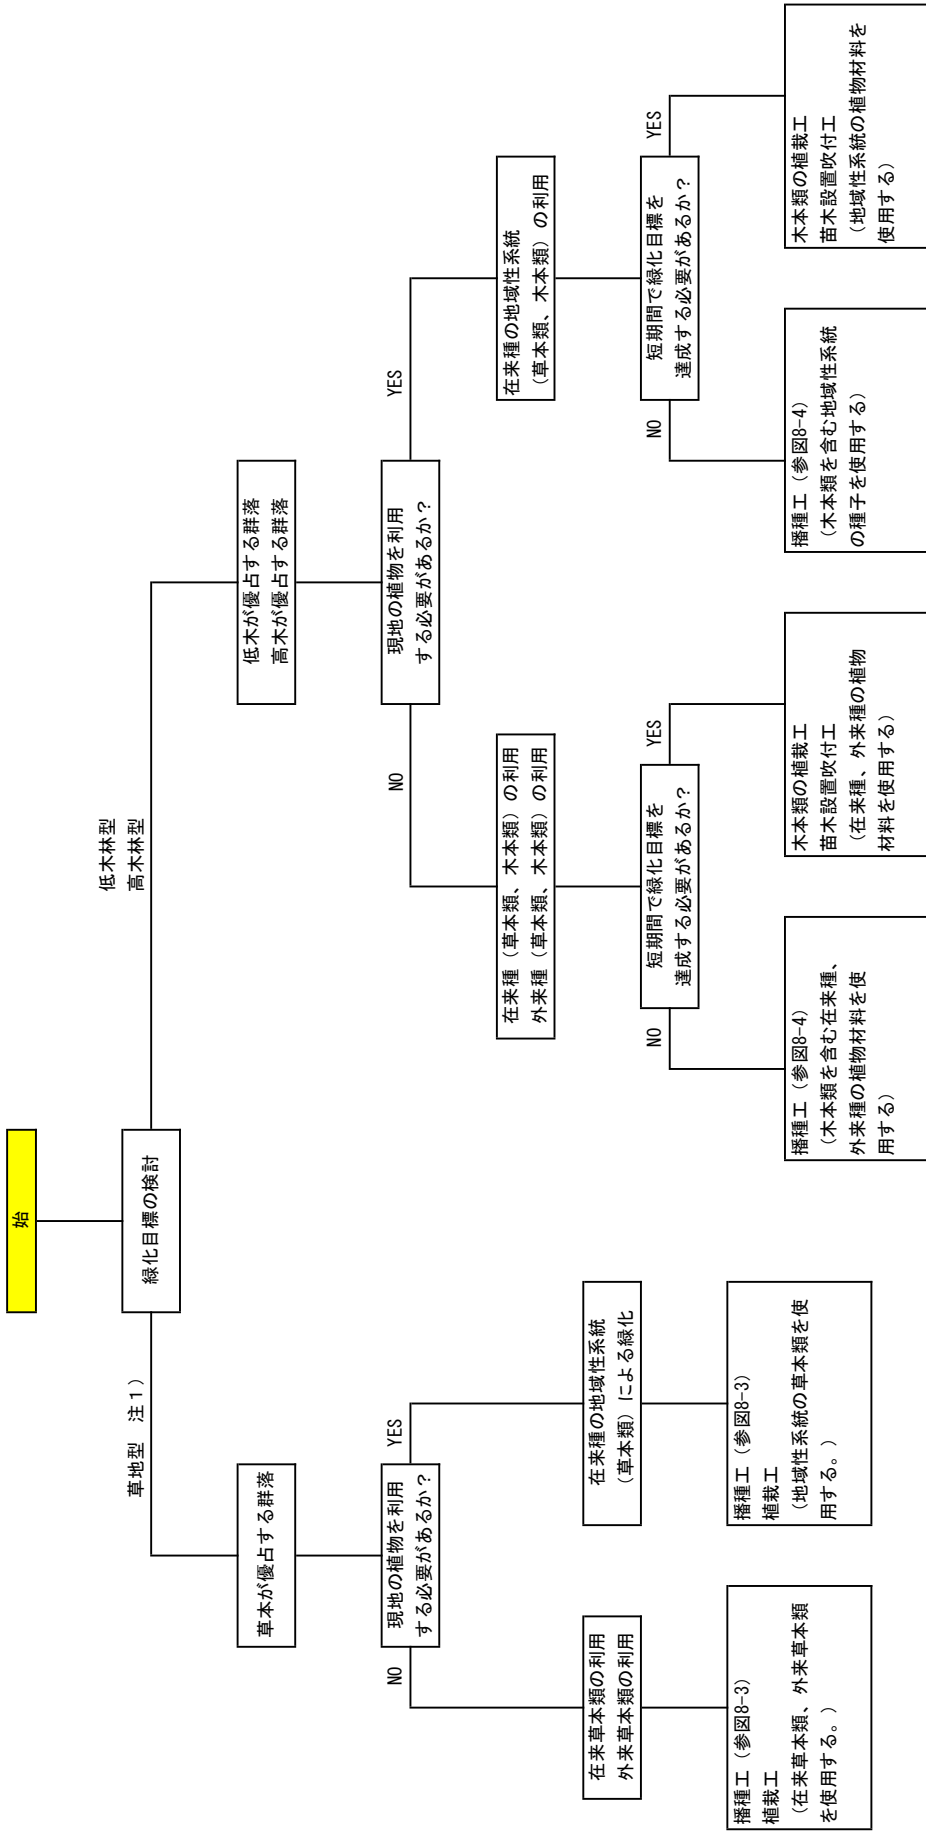 始
緑化目標の検討
草地型 注1)
低木林型
高木林型
草本が優占する群落
低木が優占する群落
高木が優占する群落
現地の植物を利用
する必要があるか？
NO
YES
現地の植物を利用
する必要があるか？
NO
YES
在来草本類の利用
外来草本類の利用
在来種の地域性系統
(草本類) による緑化
在来種 (草本類、木本類) の利用
外来種 (草本類、木本類) の利用
在来種の地域性系統
(草本類、木本類) の利用
短期間で緑化目標を
達成する必要があるか？
NO
YES
短期間で緑化目標を
達成する必要があるか？
NO
YES
播種工 (参図8-3)
植栽工
(在来草本類、外来草本類
を使用する。)
播種工 (参図8-3)
植栽工
(地域性系統の草本類を使
用する。)
播種工 (参図8-4)
(木本類を含む在来種、
外来種の植物材料を使
用する)
木本類の植栽工
苗木設置吹付工
(在来種、外来種の植物
材料を使用する)
播種工 (参図8-4)
(木本類を含む地域性系統
の種子を使用する)
木本類の植栽工
苗木設置吹付工
(地域性系統の植物材料を
使用する)